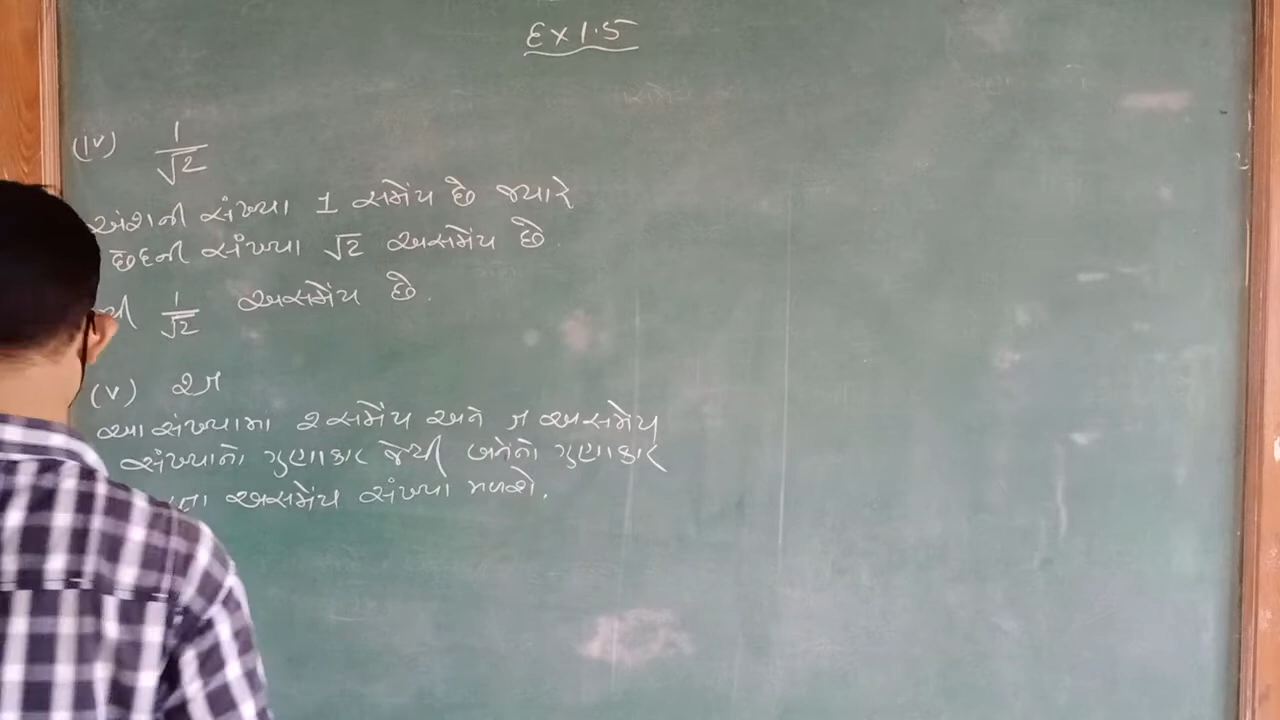 Ex 1.5
(iv) 1/√2
અંશની સંખ્યા 1 સમેય છે જ્યારે
છેદની સંખ્યા √2 અસમેય છે.
1/√2 અસમેય છે.
(v) 2π
આ સંખ્યામાં 2 સમેય અને π અસમેય
સંખ્યાનો ગુણાકાર જેથી બંનેનો ગુણાકાર
અસમેય સંખ્યા મળશે.